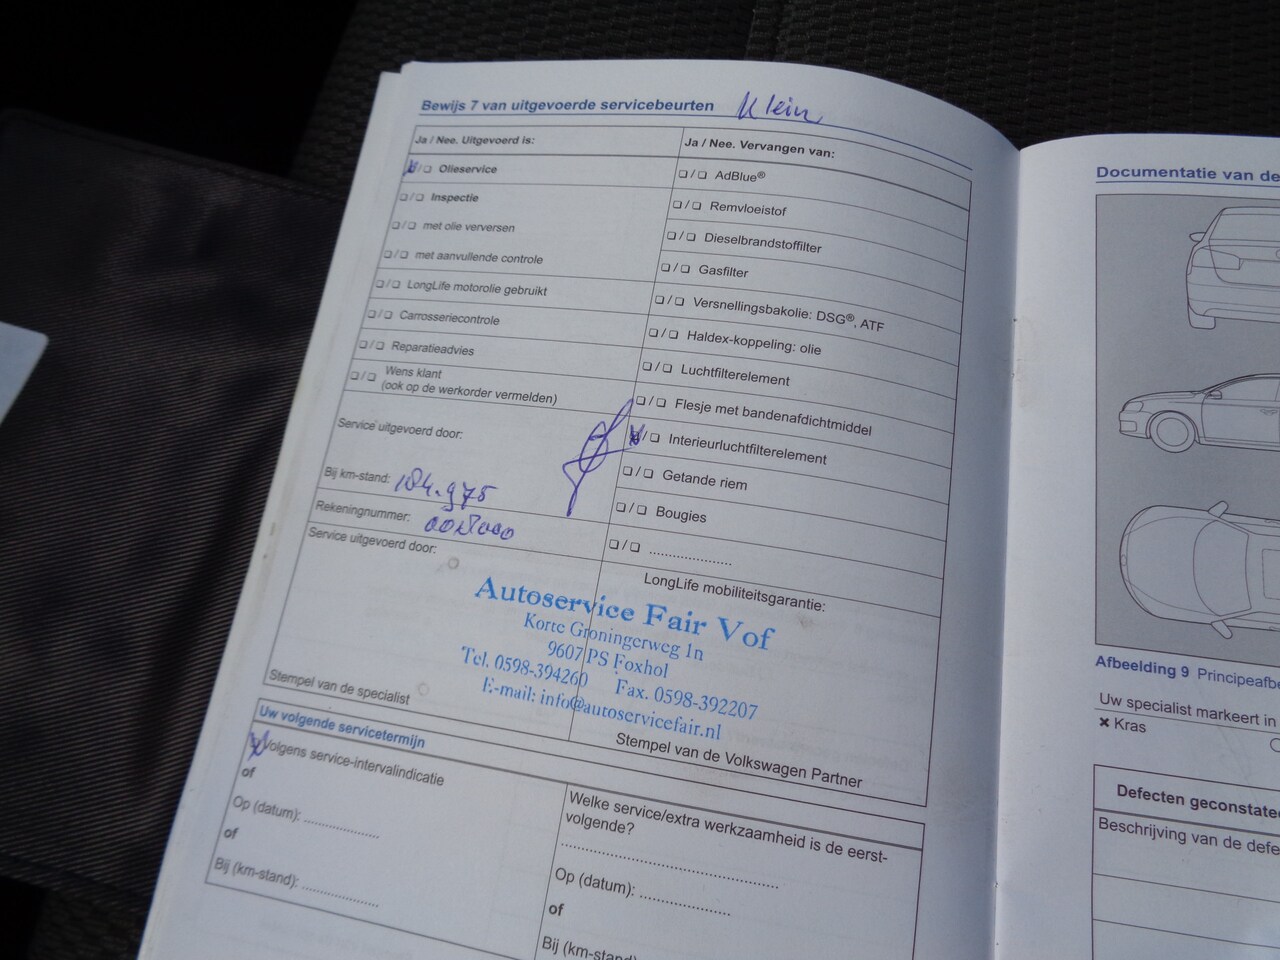 Bewijs 7 van uitgevoerde servicebeurten Klein
Ja / Nee. Uitgevoerd is:
Olieservice
Inspectie
met olie verversen
met aanvullende controle
LongLife motorolie gebruikt
Carrosseriecontrole
Reparatieadvies
Wens klant
(ook op de werkorder vermelden)
Service uitgevoerd door:
Bij km-stand: 184.975
Rekeningnummer:
Service uitgevoerd door:
Stempel van de specialist
Ja / Nee. Vervangen van:
AdBlue®
Remvloeistof
Dieselbrandstoffilter
Gasfilter
Versnellingsbakolie: DSG®, ATF
Haldex-koppeling: olie
Luchtfilterelement
Flesje met bandenafdichtmiddel
Interieurluchtfilterelement
Getande riem
Bougies
....................
LongLife mobiliteitsgarantie:
Autoservice Fair Vof
Korte Groningerweg 1n
9607 PS Foxhol
Tel. 0598-394260 Fax. 0598-392207
E-mail: info@autoservicefair.nl
Stempel van de Volkswagen Partner
Uw volgende servicetermijn
Volgens service-intervalindicatie
of
Op (datum): ....................
of
Bij (km-stand): ....................
Welke service/extra werkzaamheid is de eerst-
volgende?
....................
Op (datum): ....................
of
Bij (km-stand
Documentatie van de
Afbeelding 9 Principeafbe
Uw specialist markeert in
× Kras
Defecten geconstatee
Beschrijving van de defe